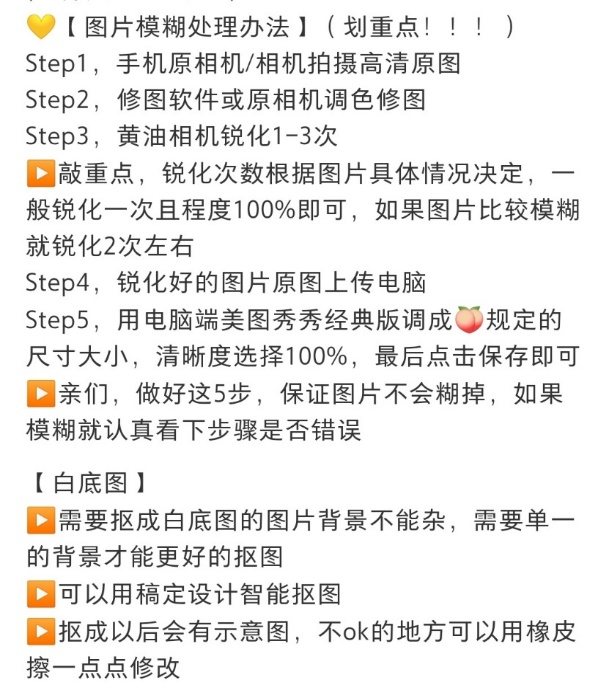 💛【 图片模糊处理办法 】（ 划重点！！！ ）
Step1，手机原相机/相机拍摄高清原图
Step2，修图软件或原相机调色修图
Step3，黄油相机锐化1-3次
▶️敲重点，锐化次数根据图片具体情况决定，一
般锐化一次且程度100%即可，如果图片比较模糊
就锐化2次左右
Step4，锐化好的图片原图上传电脑
Step5，用电脑端美图秀秀经典版调成🍑规定的
尺寸大小，清晰度选择100%，最后点击保存即可
▶️亲们，做好这5步，保证图片不会糊掉，如果
模糊就认真看下步骤是否错误
【 白底图 】
▶️需要抠成白底图的图片背景不能杂，需要单一
的背景才能更好的抠图
▶️可以用稿定设计智能抠图
▶️抠成以后会有示意图，不ok的地方可以用橡皮
擦一点点修改